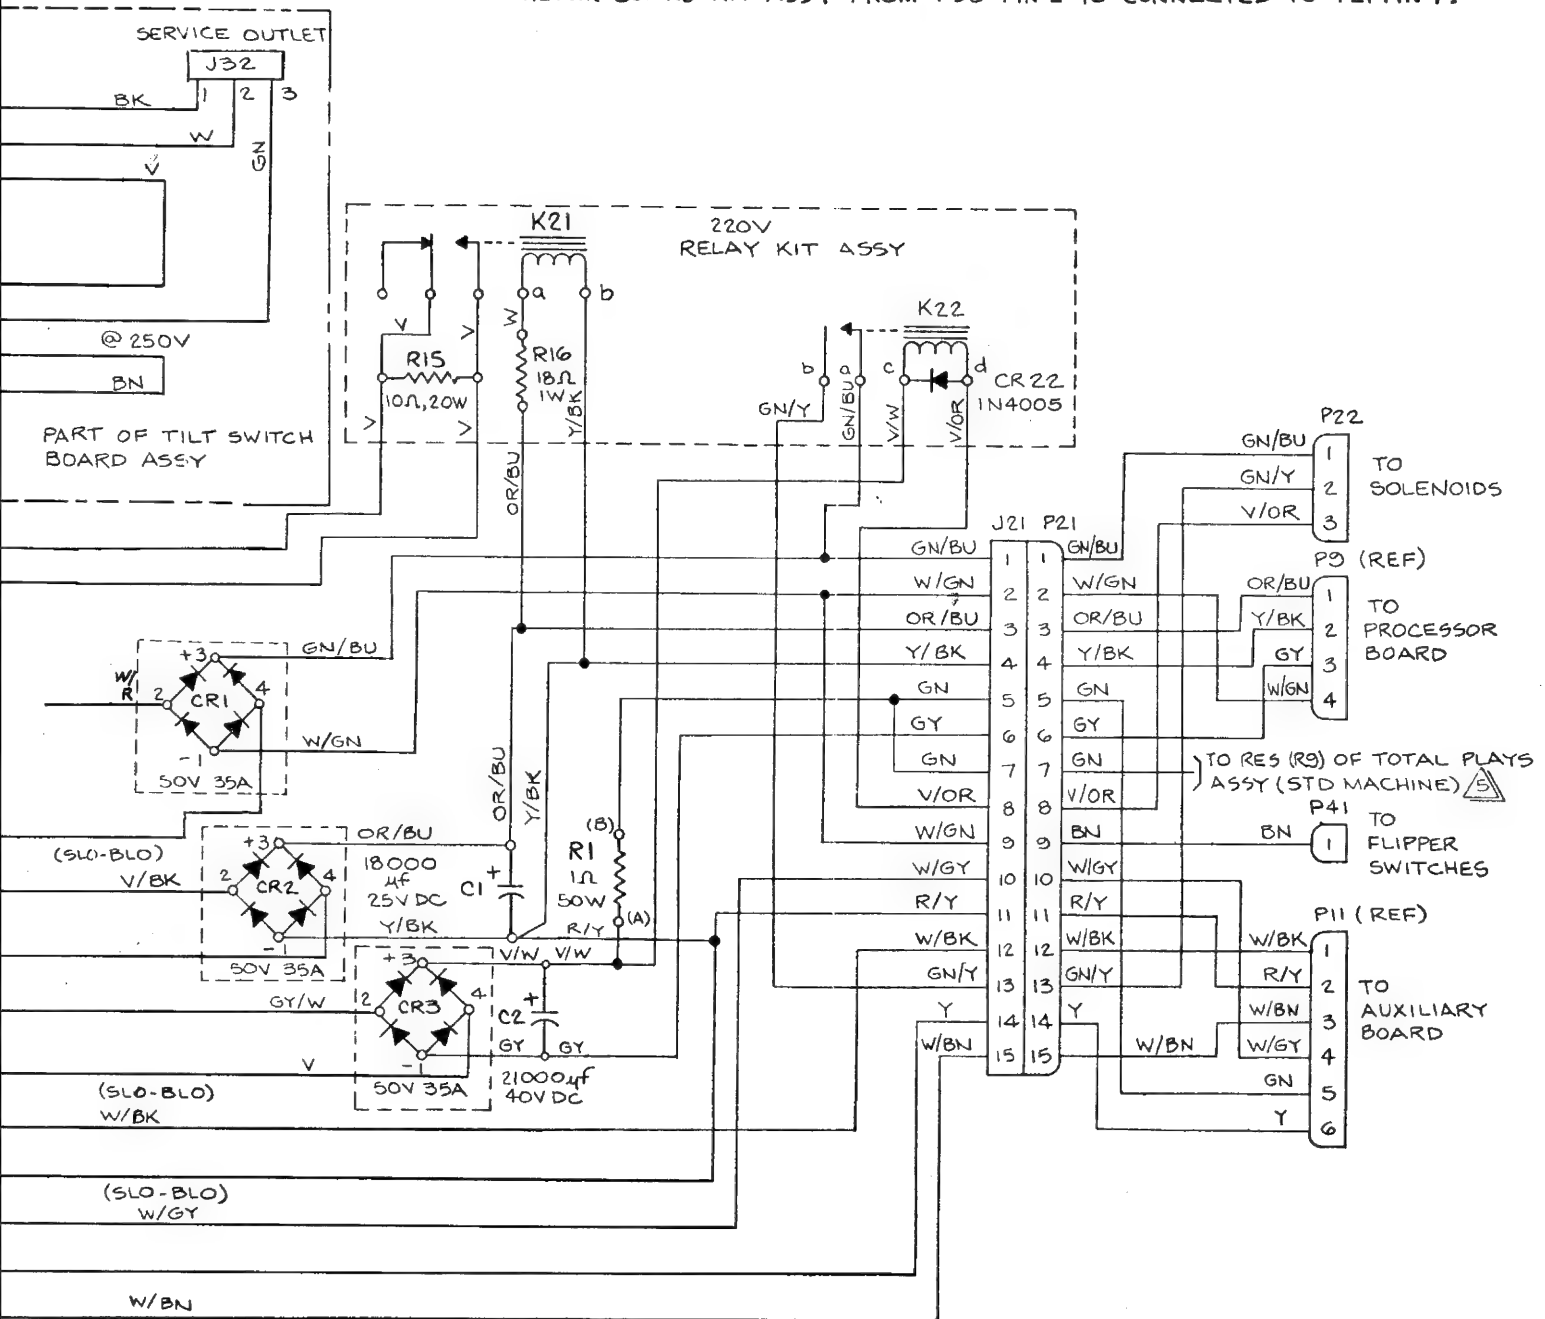 SERVICE OUTLET
J32
1 2 3
BK
W
GN
V
@ 250V
BN
PART OF TILT SWITCH
BOARD ASSY
220V
RELAY KIT ASSY
K21
a b
V
V
W
R15
10Ω, 20W
V
V
R16
18Ω
1W
Y/BK
OR/BU
K22
b a c d
CR22
1N4005
GN/Y
GN/BU
V/W
V/OR
P22
GN/BU 1
GN/Y 2
V/OR 3
TO
SOLENOIDS
J21 P21
GN/BU 1 1 GN/BU
W/GN 2 2 W/GN
OR/BU 3 3 OR/BU
Y/BK 4 4 Y/BK
GN 5 5 GN
GY 6 6 GY
GN 7 7 GN
V/OR 8 8 V/OR
W/GN 9 9 BN
W/GY 10 10 W/GY
R/Y 11 11 R/Y
W/BK 12 12 W/BK
GN/Y 13 13 GN/Y
Y 14 14 Y
W/BN 15 15 W/BN
P9 (REF)
OR/BU 1
Y/BK 2
GY 3
W/GN 4
TO
PROCESSOR
BOARD
TO RES (R9) OF TOTAL PLAYS
ASSY (STD MACHINE) 5
P41
BN 1
TO
FLIPPER
SWITCHES
P11 (REF)
W/BK 1
R/Y 2
W/BN 3
W/GY 4
GN 5
Y 6
TO
AUXILIARY
BOARD
W/R
+3
2 CR1 4
-1
50V 35A
GN/BU
W/GN
(SLO-BLO)
V/BK
+3
2 CR2 4
-1
50V 35A
OR/BU
Y/BK
18000
μf
25V DC
C1 +
OR/BU
Y/BK
(B)
R1
1Ω
50W
(A)
R/Y
V/W V/W
GY/W
+3
2 CR3 4
-1
50V 35A
C2 +
GY GY
21000μf
40V DC
V
(SLO-BLO)
W/BK
(SLO-BLO)
W/GY
W/BN